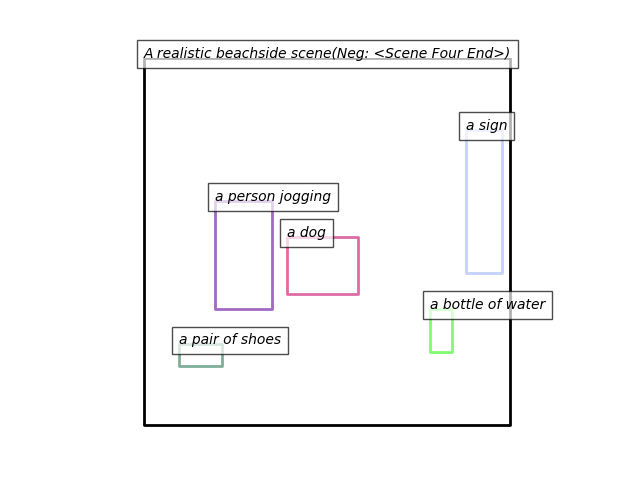 A realistic beachside scene(Neg: <Scene Four End>)
a sign
a person jogging
a dog
a bottle of water
a pair of shoes